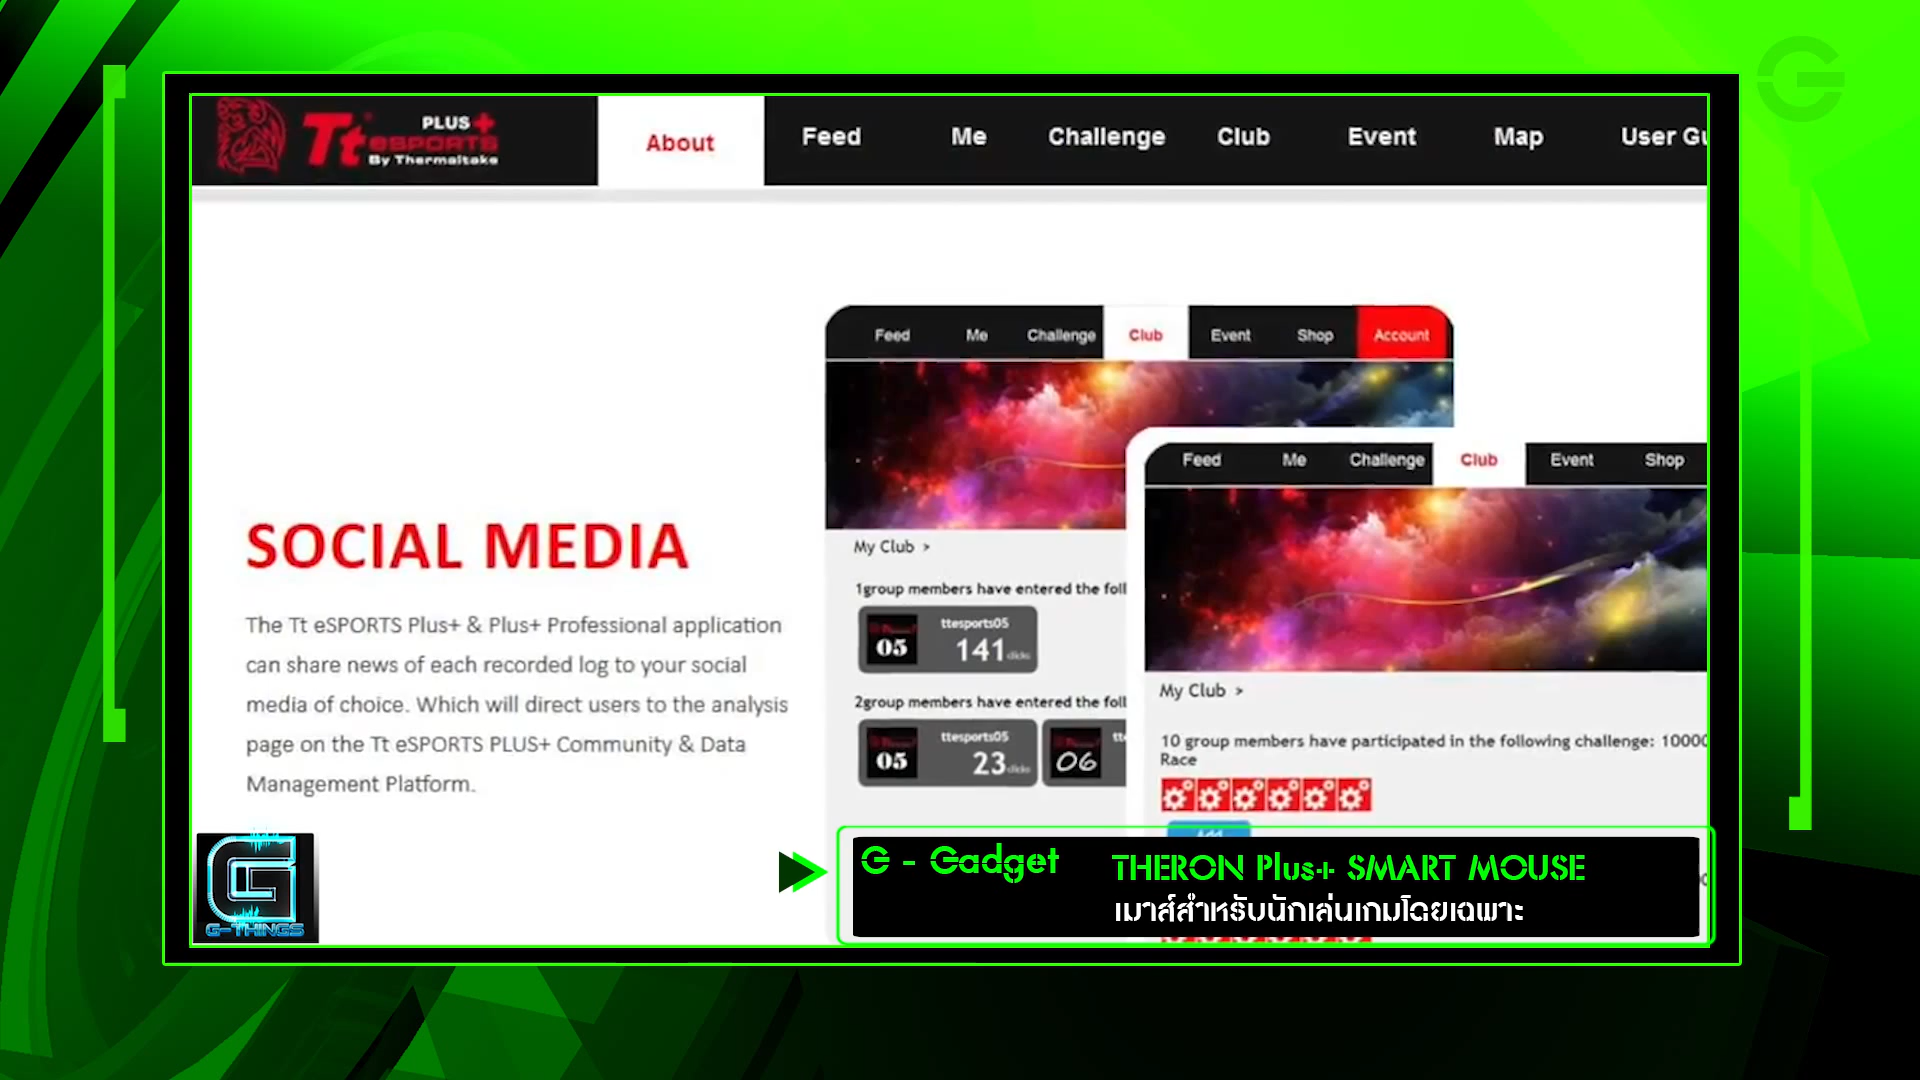 G
Tt eSPORTS PLUS+
By Thermaltake
About
Feed
Me
Challenge
Club
Event
Map
User Gu
Feed
Me
Challenge
Club
Event
Shop
Account
My Club >
1group members have entered the foll
05
ttesports05
141 clicks
2group members have entered the foll
05
ttesports05
23 clicks
06
tt
Feed
Me
Challenge
Club
Event
Shop
My Club >
10 group members have participated in the following challenge: 10000
Race
SOCIAL MEDIA
The Tt eSPORTS Plus+ & Plus+ Professional application
can share news of each recorded log to your social
media of choice. Which will direct users to the analysis
page on the Tt eSPORTS PLUS+ Community & Data
Management Platform.
G-THINGS
G - Gadget
THERON Plus+ SMART MOUSE
เมาส์สำหรับนักเล่นเกมโดยเฉพาะ